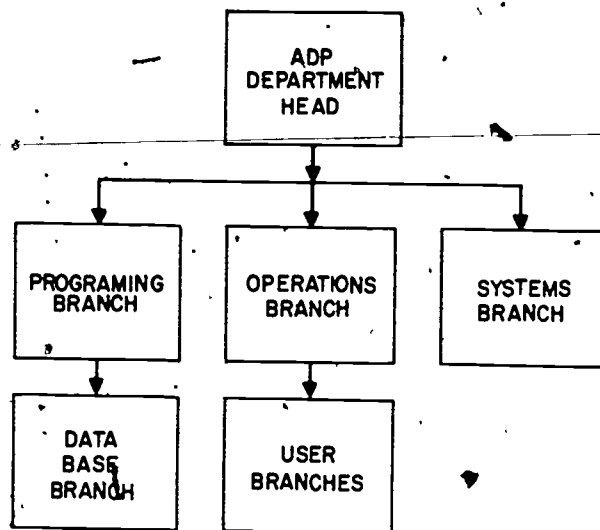 ADP
DEPARTMENT
HEAD
PROGRAMING
BRANCH
OPERATIONS
BRANCH
SYSTEMS
BRANCH
DATA
BASE
BRANCH
USER
BRANCHES